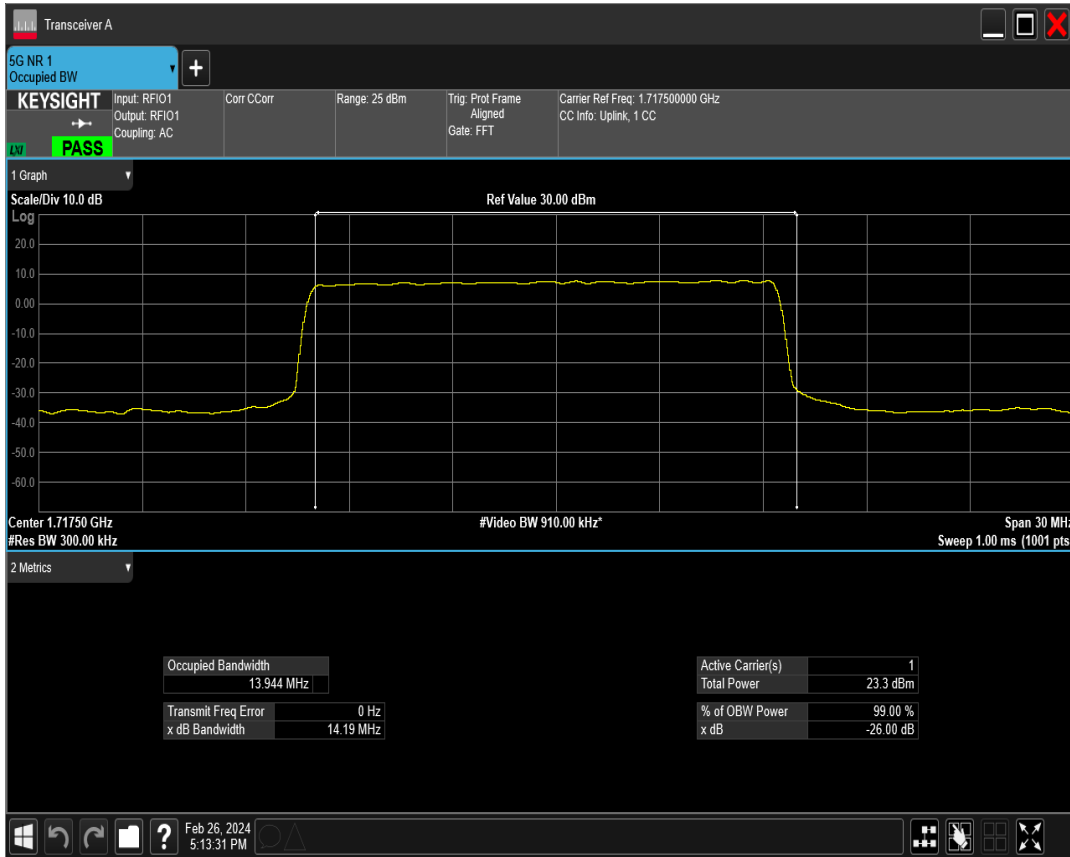 Transceiver A
5G NR 1
Occupied BW
KEYSIGHT
LXI
PASS
Input: RFIO1
Output: RFIO1
Coupling: AC
Corr CCorr
Range: 25 dBm
Trig: Prot Frame
Aligned
Gate: FFT
Carrier Ref Freq: 1.717500000 GHz
CC Info: Uplink, 1 CC
1 Graph
Scale/Div 10.0 dB
Ref Value 30.00 dBm
Log
20.0
10.0
0.00
-10.0
-20.0
-30.0
-40.0
-50.0
-60.0
Center 1.71750 GHz
#Video BW 910.00 kHz*
Span 30 MHz
#Res BW 300.00 kHz
Sweep 1.00 ms (1001 pts
2 Metrics
Occupied Bandwidth
13.944 MHz
Transmit Freq Error 0 Hz
x dB Bandwidth 14.19 MHz
Active Carrier(s) 1
Total Power 23.3 dBm
% of OBW Power 99.00 %
x dB -26.00 dB
?
Feb 26, 2024
5:13:31 PM